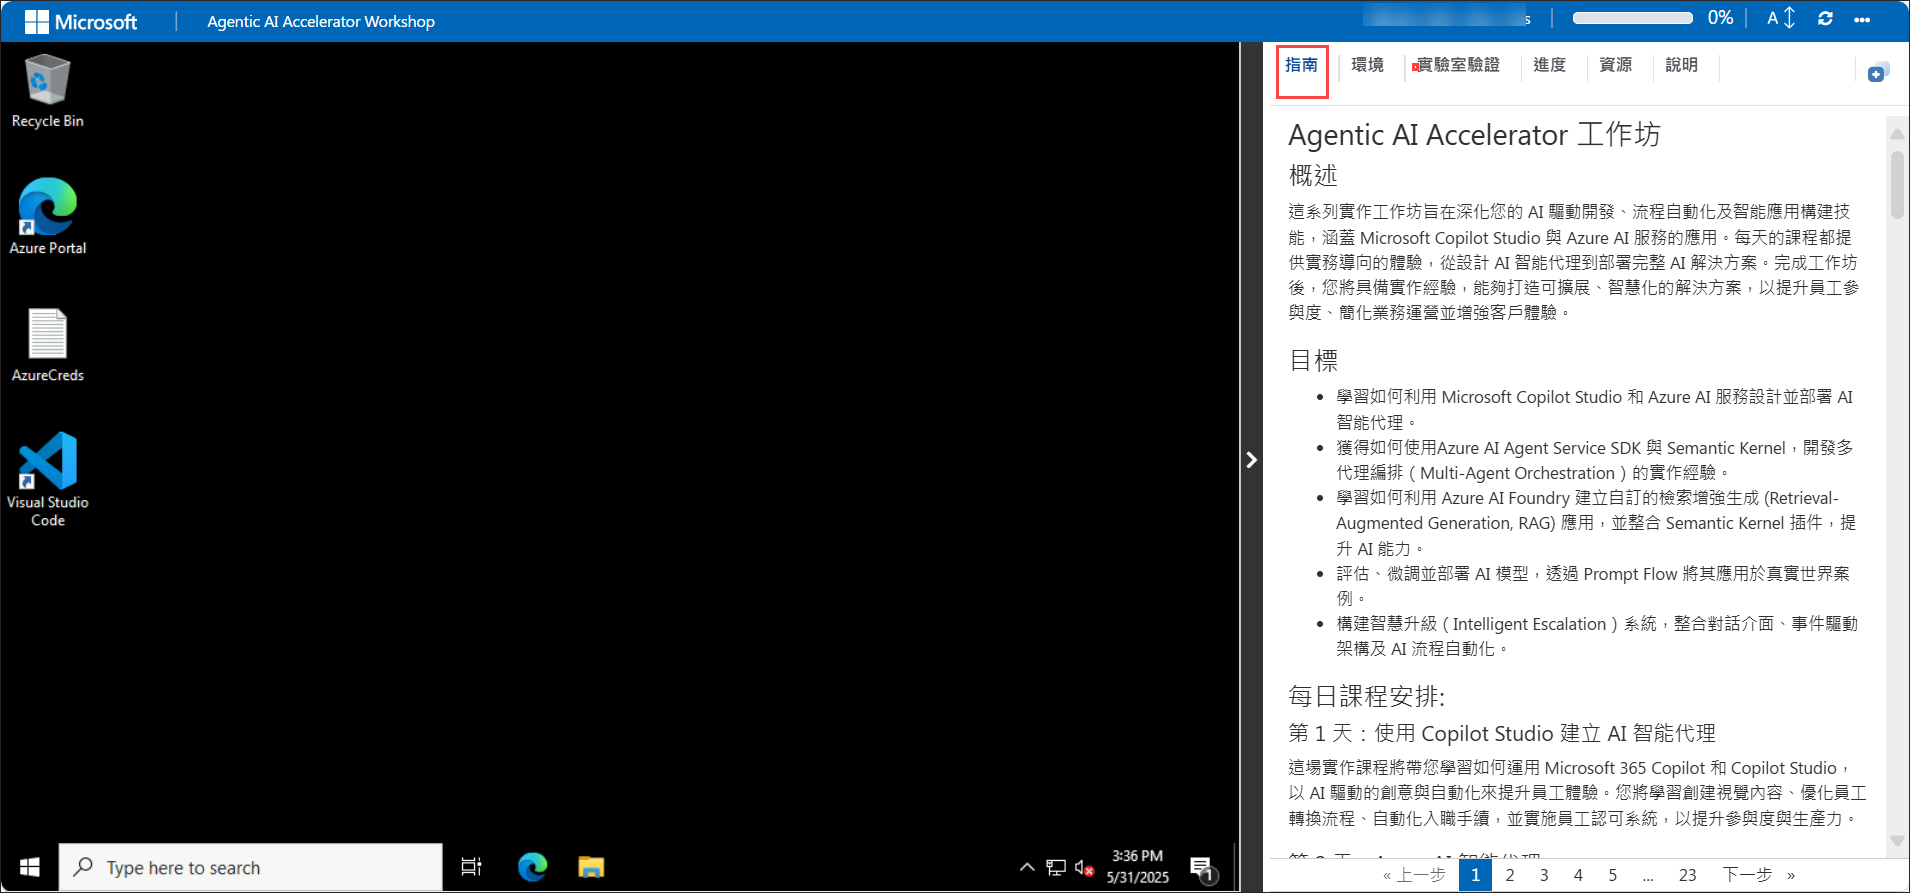 Microsoft
Agentic AI Accelerator Workshop
s
0%
A
Recycle Bin
Azure Portal
AzureCreds
Visual Studio
Code
指南
環境
實驗室驗證
進度
資源
說明
Agentic AI Accelerator 工作坊
概述
這系列實作工作坊旨在深化您的 AI 驅動開發、流程自動化及智能應用構建技
能，涵蓋 Microsoft Copilot Studio 與 Azure AI 服務的應用。每天的課程都提
供實務導向的體驗，從設計 AI 智能代理到部署完整 AI 解決方案。完成工作坊
後，您將具備實作經驗，能夠打造可擴展、智慧化的解決方案，以提升員工參
與度、簡化業務運營並增強客戶體驗。
目標
• 學習如何利用 Microsoft Copilot Studio 和 Azure AI 服務設計並部署 AI
智能代理。
• 獲得如何使用Azure AI Agent Service SDK 與 Semantic Kernel，開發多
代理編排（Multi-Agent Orchestration）的實作經驗。
• 學習如何利用 Azure AI Foundry 建立自訂的檢索增強生成 (Retrieval-
Augmented Generation, RAG) 應用，並整合 Semantic Kernel 插件，提
升 AI 能力。
• 評估、微調並部署 AI 模型，透過 Prompt Flow 將其應用於真實世界案
例。
• 構建智慧升級（Intelligent Escalation）系統，整合對話介面、事件驅動
架構及 AI 流程自動化。
每日課程安排:
第 1 天：使用 Copilot Studio 建立 AI 智能代理
這場實作課程將帶您學習如何運用 Microsoft 365 Copilot 和 Copilot Studio，
以 AI 驅動的創意與自動化來提升員工體驗。您將學習創建視覺內容、優化員工
轉換流程、自動化入職手續，並實施員工認可系統，以提升參與度與生產力。
« 上一步 1 2 3 4 5 ... 23 下一步 »
Type here to search
3:36 PM
5/31/2025
1